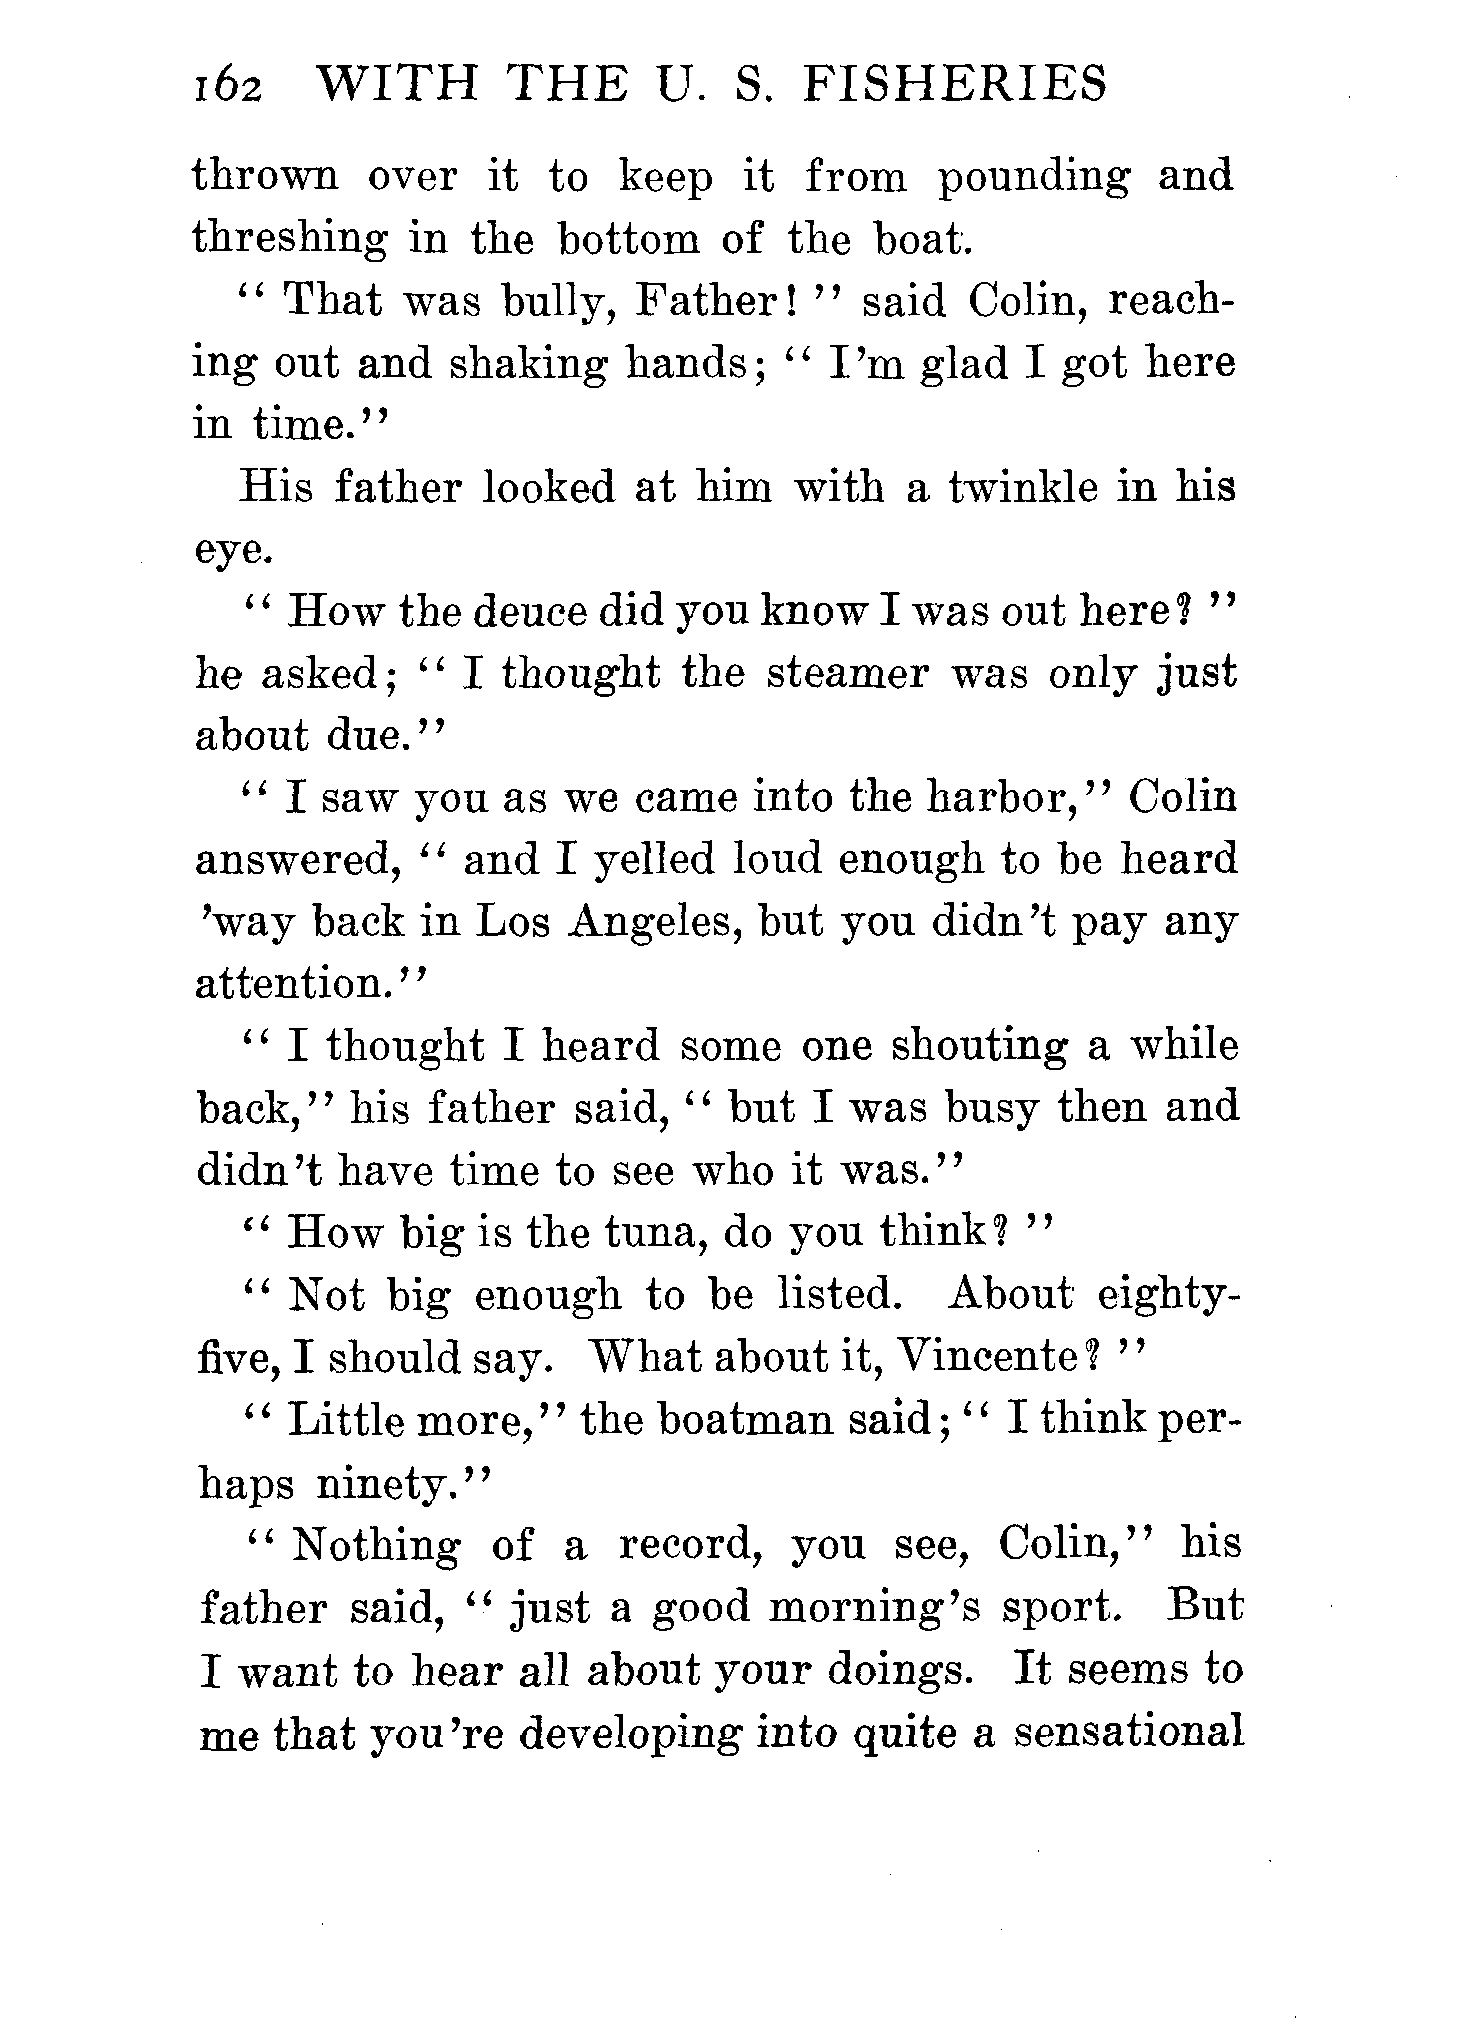 162 WITH THE U. S. FISHERIES
thrown over it to keep it from pounding and
threshing in the bottom of the boat.
“ That was bully, Father! ” said Colin, reach-
ing out and shaking hands; “ I’m glad I got here
in time.”
His father looked at him with a twinkle in his
eye.
“ How the deuce did you know I was out here? ”
he asked; “ I thought the steamer was only just
about due.”
“ I saw you as we came into the harbor,” Colin
answered, “ and I yelled loud enough to be heard
’way back in Los Angeles, but you didn’t pay any
attention.”
“ I thought I heard some one shouting a while
back,” his father said, “ but I was busy then and
didn’t have time to see who it was.”
“ How big is the tuna, do you think? ”
“ Not big enough to be listed. About eighty-
five, I should say. What about it, Vincente? ”
“ Little more,” the boatman said; “ I think per-
haps ninety.”
“ Nothing of a record, you see, Colin,” his
father said, “ just a good morning’s sport. But
I want to hear all about your doings. It seems to
me that you’re developing into quite a sensational